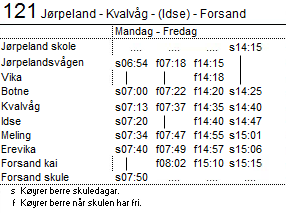 121 Jørpeland - Kvalvåg - (Idse) - Forsand
Mandag - Fredag
Jørpeland skole .... .... .... s14:15
Jørpelandsvågen s06:54 f07:18 f14:15 |
Vika | | f14:18 |
Botne s07:00 f07:22 f14:20 s14:25
Kvalvåg s07:13 f07:37 f14:35 s14:40
Idse s07:20 | f14:40 s14:47
Meling s07:34 f07:47 f14:55 s15:01
Erevika s07:40 f07:49 f14:57 s15:06
Forsand kai | f08:02 f15:10 s15:15
Forsand skule s07:50 .... .... ....
s Køyrer berre skuledagar.
f Køyrer berre når skulen har fri.